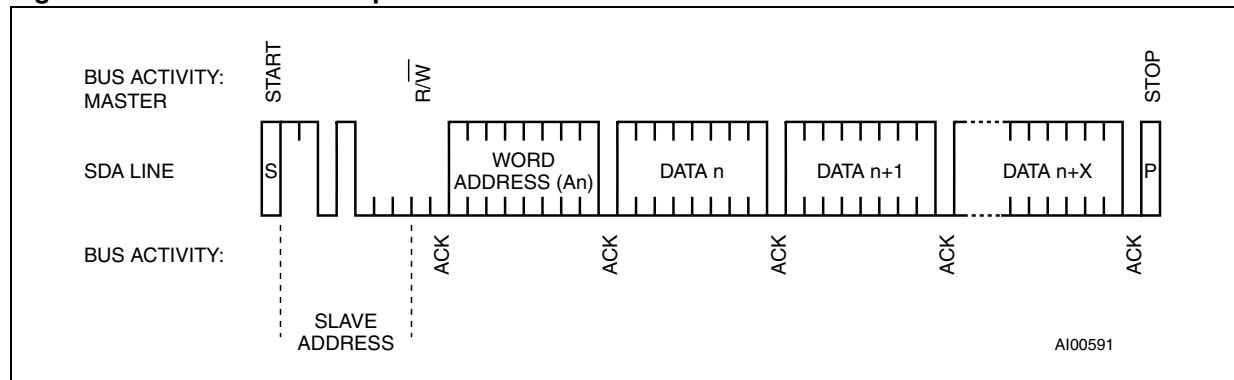 BUS ACTIVITY:
MASTER
START
R/W
STOP
SDA LINE
S
WORD
ADDRESS (An)
DATA n
DATA n+1
DATA n+X
P
BUS ACTIVITY:
ACK
ACK
ACK
ACK
ACK
SLAVE
ADDRESS
AI00591